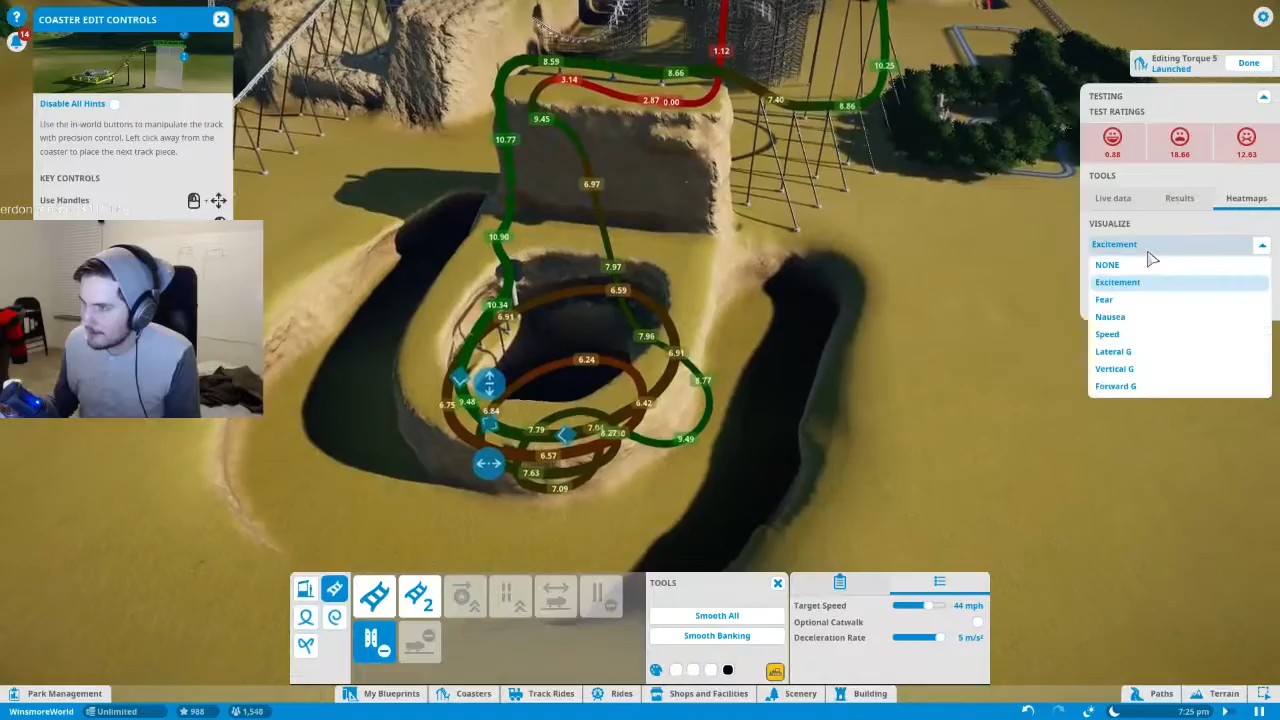 ?
14
COASTER EDIT CONTROLS
Disable All Hints
Use the in-world buttons to manipulate the track
with precision control. Left click away from the
coaster to place the next track piece.
KEY CONTROLS
Use Handles
Editing Torque 5
Launched
Done
TESTING
TEST RATINGS
0.88
18.66
12.63
TOOLS
Live data
Results
Heatmaps
VISUALIZE
Excitement
NONE
Excitement
Fear
Nausea
Speed
Lateral G
Vertical G
Forward G
1.12
8.59
8.66
3.14
2.87
0.00
7.40
8.86
10.25
9.45
10.77
6.97
10.90
7.97
6.59
10.34
6.91
7.96
6.91
6.24
8.77
6.75
9.48
6.84
6.42
7.79
9.49
6.57
7.63
7.09
2
TOOLS
Smooth All
Smooth Banking
Target Speed
44 mph
Optional Catwalk
Deceleration Rate
5 m/s²
Park Management
My Blueprints
Coasters
Track Rides
Rides
Shops and Facilities
Scenery
Building
Paths
Terrain
WinsmoreWorld
Unlimited
988
1,540
7:25 pm